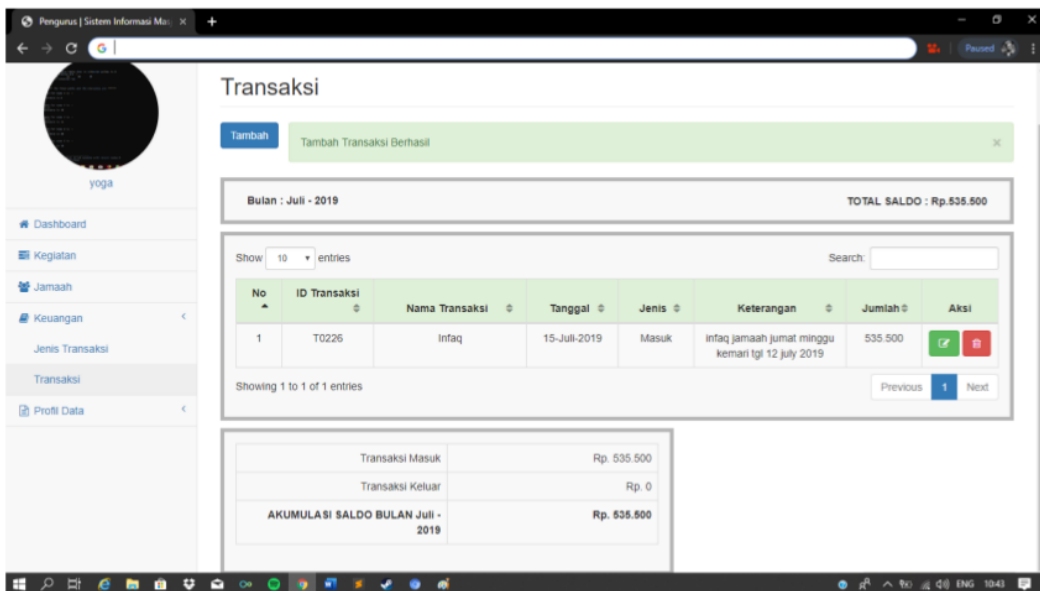 Pengurus | Sistem Informasi Mas
Paused
Transaksi
Tambah
Tambah Transaksi Berhasil
×
yoga
Bulan : Juli - 2019
TOTAL SALDO : Rp.535.500
Dashboard
Kegiatan
Jamaah
Keuangan
Jenis Transaksi
Transaksi
Profil Data
Show 10 entries
Search:
No ID Transaksi Nama Transaksi Tanggal Jenis Keterangan Jumlah Aksi
1 T0226 Infaq 15-Juli-2019 Masuk infaq jamaah jumat minggu 535.500
kemari tgl 12 july 2019
Showing 1 to 1 of 1 entries
Previous 1 Next
Transaksi Masuk Rp. 535.500
Transaksi Keluar Rp. 0
AKUMULASI SALDO BULAN Juli - Rp. 535.500
2019
ENG 10:43